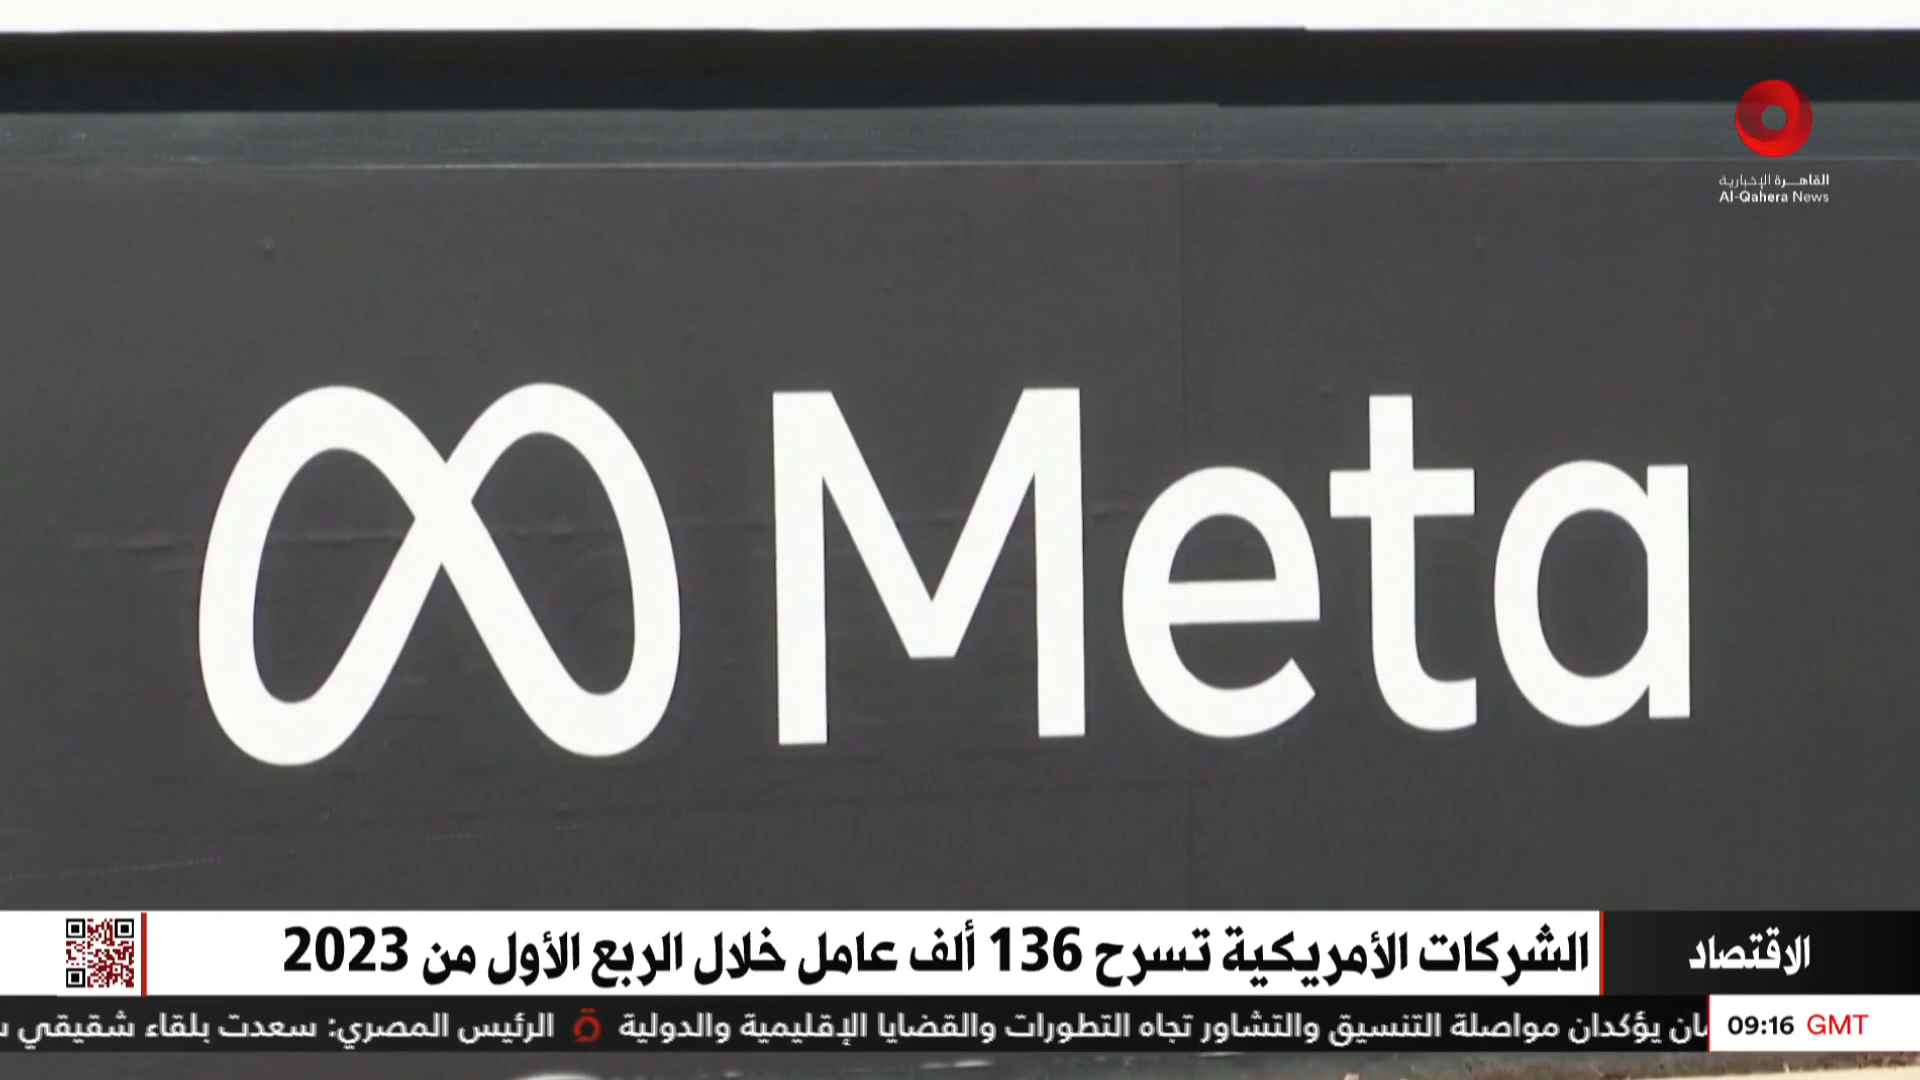 القاهرة الإخبارية
Al-Qahera News
Meta
الاقتصاد
الشركات الأمريكية تسرح 136 ألف عامل خلال الربع الأول من 2023
09:16 GMT
يؤكدان مواصلة التنسيق والتشاور تجاه التطورات والقضايا الإقليمية والدولية الرئيس المصري: سعدت بلقاء شقيقي